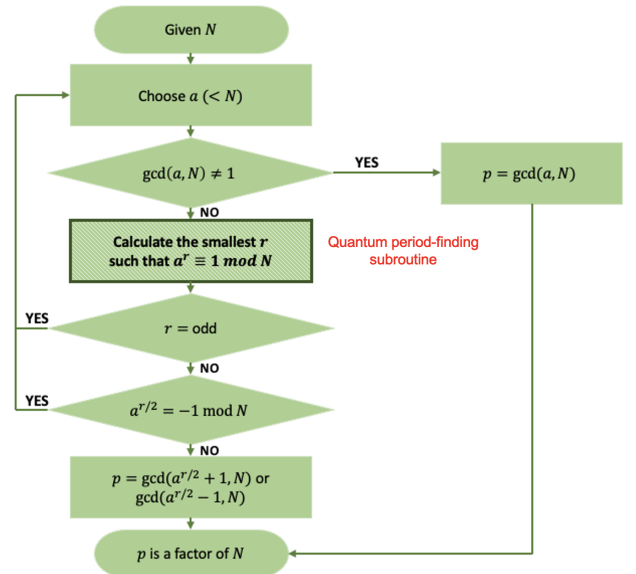 Given N
Choose a (< N)
gcd(a, N) ≠ 1
YES
p = gcd(a, N)
NO
Calculate the smallest r
such that aʳ ≡ 1 mod N
Quantum period-finding
subroutine
YES
r = odd
NO
YES
a^{r/2} = −1 mod N
NO
p = gcd(a^{r/2} + 1, N) or
gcd(a^{r/2} − 1, N)
p is a factor of N